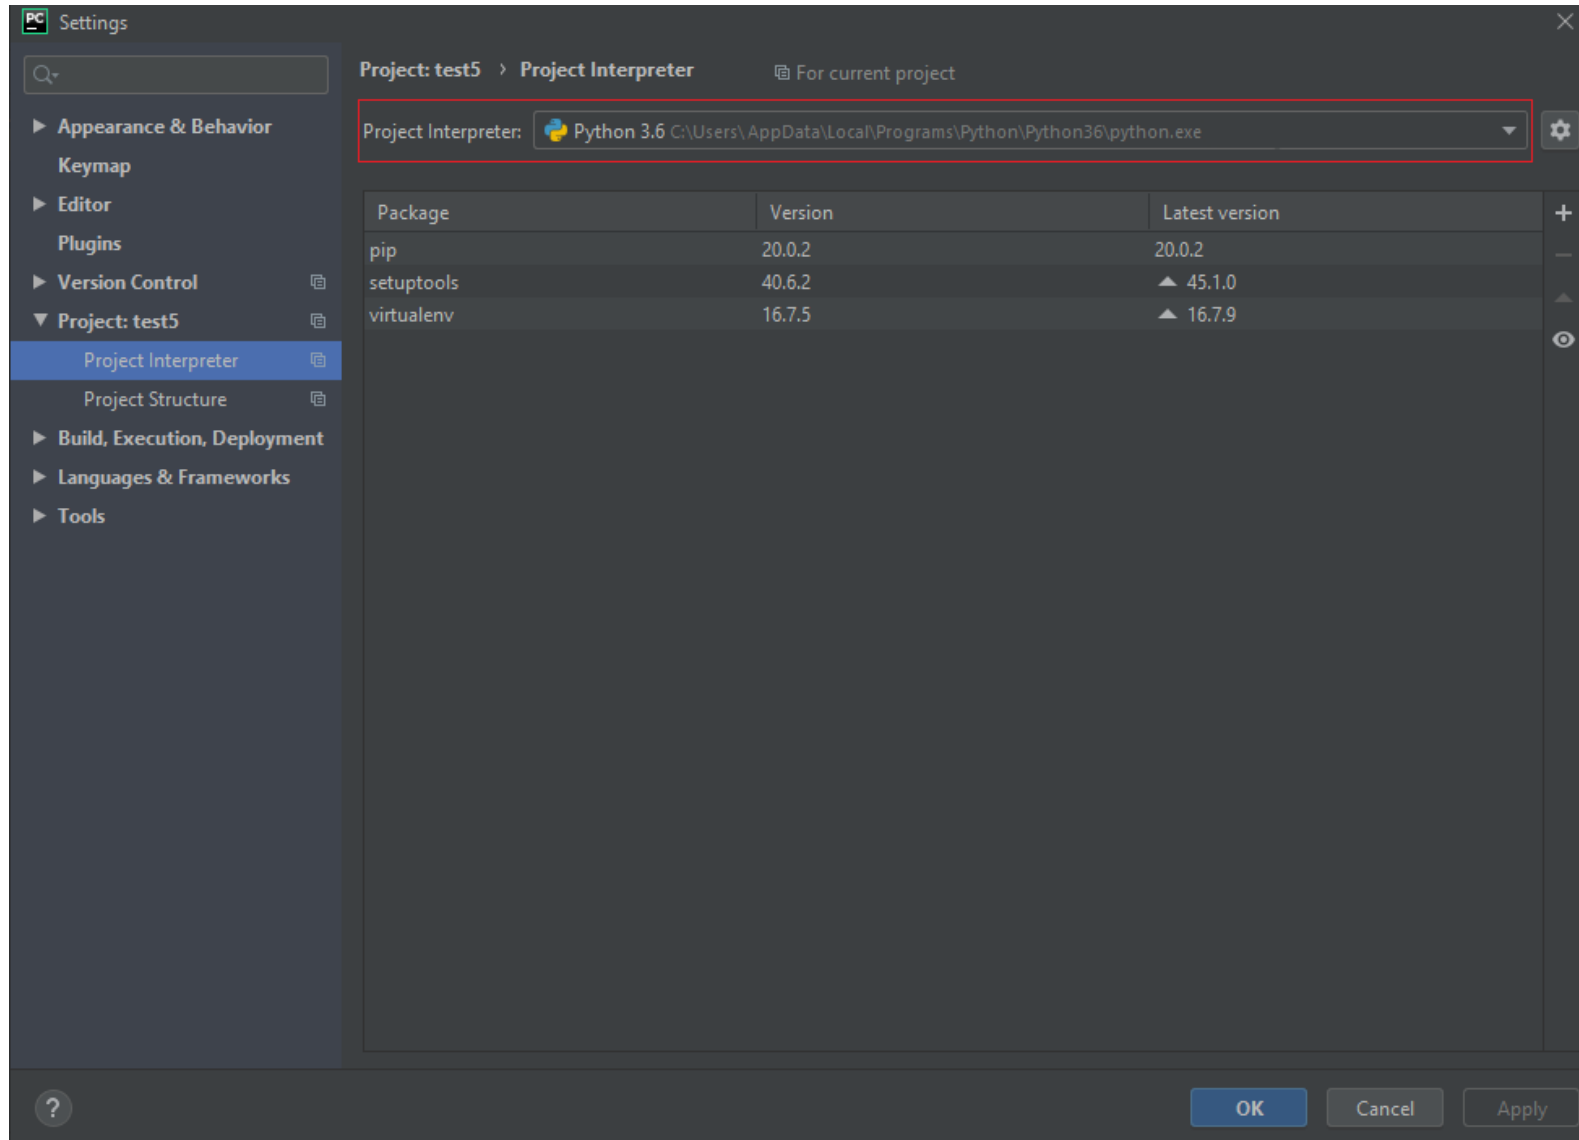 PC Settings
Project: test5 › Project Interpreter For current project
Appearance & Behavior
Keymap
Editor
Plugins
Version Control
Project: test5
Project Interpreter
Project Structure
Build, Execution, Deployment
Languages & Frameworks
Tools
Project Interpreter: Python 3.6 C:\Users\AppData\Local\Programs\Python\Python36\python.exe
Package Version Latest version
pip 20.0.2 20.0.2
setuptools 40.6.2 45.1.0
virtualenv 16.7.5 16.7.9
? OK Cancel Apply